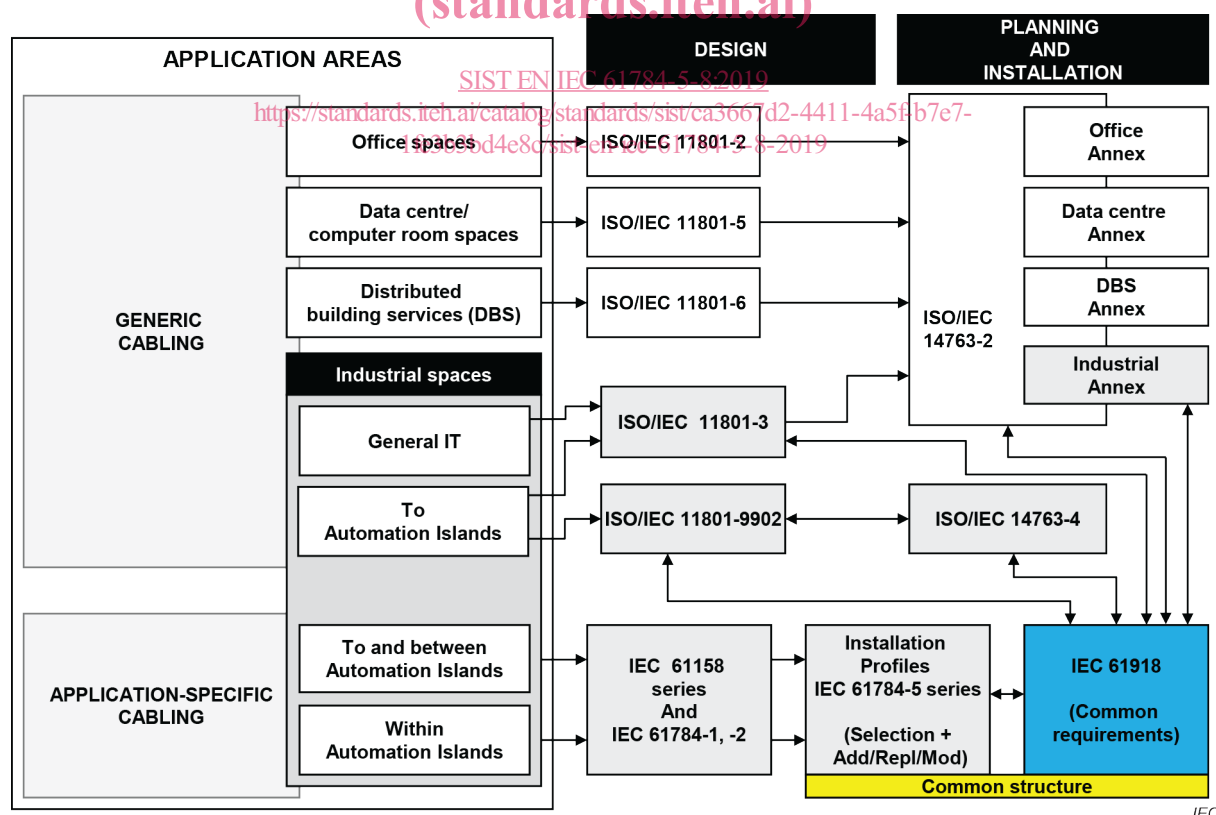 (standards.iteh.ai)
APPLICATION AREAS
DESIGN
PLANNING
AND
INSTALLATION
SIST EN IEC 61784-5-8:2019
https://standards.iteh.ai/catalog/standards/sist/ca3667d2-4411-4a5f-b7e7-
GENERIC
CABLING
Office spaces
ISO/IEC 11801-2
Office
Annex
Data centre/
computer room spaces
ISO/IEC 11801-5
Data centre
Annex
Distributed
building services (DBS)
ISO/IEC 11801-6
DBS
Annex
ISO/IEC
14763-2
Industrial
Annex
Industrial spaces
General IT
ISO/IEC 11801-3
To
Automation Islands
ISO/IEC 11801-9902
ISO/IEC 14763-4
APPLICATION-SPECIFIC
CABLING
To and between
Automation Islands
Within
Automation Islands
IEC 61158
series
And
IEC 61784-1, -2
Installation
Profiles
IEC 61784-5 series
(Selection +
Add/Repl/Mod)
IEC 61918
(Common
requirements)
Common structure
IEC